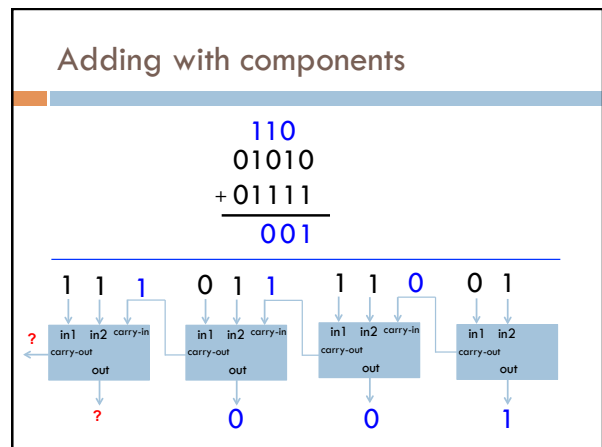 Adding with components
110
01010
+ 01111
001
1 1 1 0 1 1 1 1 0 0 1
in1 in2 carry-in in1 in2 carry-in in1 in2 carry-in in1 in2
? carry-out carry-out carry-out carry-out
out out out out
? 0 0 1